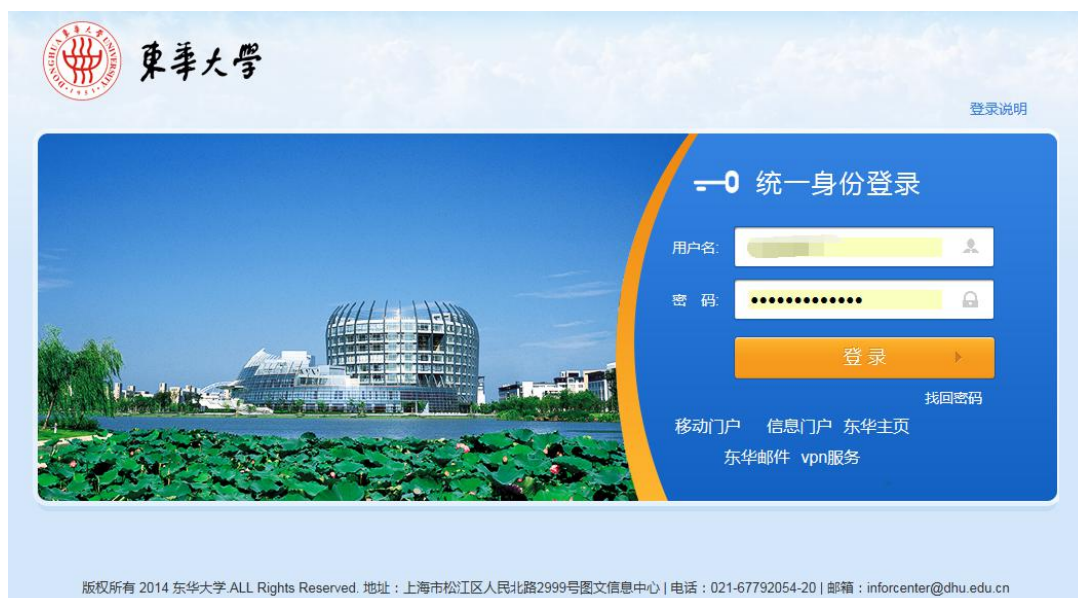 DONGHUA UNIVERSITY
1951
東華大學
登录说明
统一身份登录
用户名:
密 码:
登 录
找回密码
移动门户 信息门户 东华主页
东华邮件 vpn服务
版权所有 2014 东华大学.ALL Rights Reserved. 地址：上海市松江区人民北路2999号图文信息中心 | 电话：021-67792054-20 | 邮箱：inforcenter@dhu.edu.cn